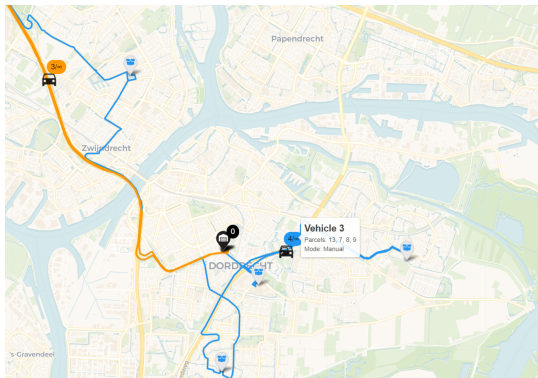 Papendrecht
3/∞
Zwijndrecht
0
4/∞
Vehicle 3
Parcels: 13, 7, 8, 9
Mode: Manual
DORDRECHT
's-Gravendeel